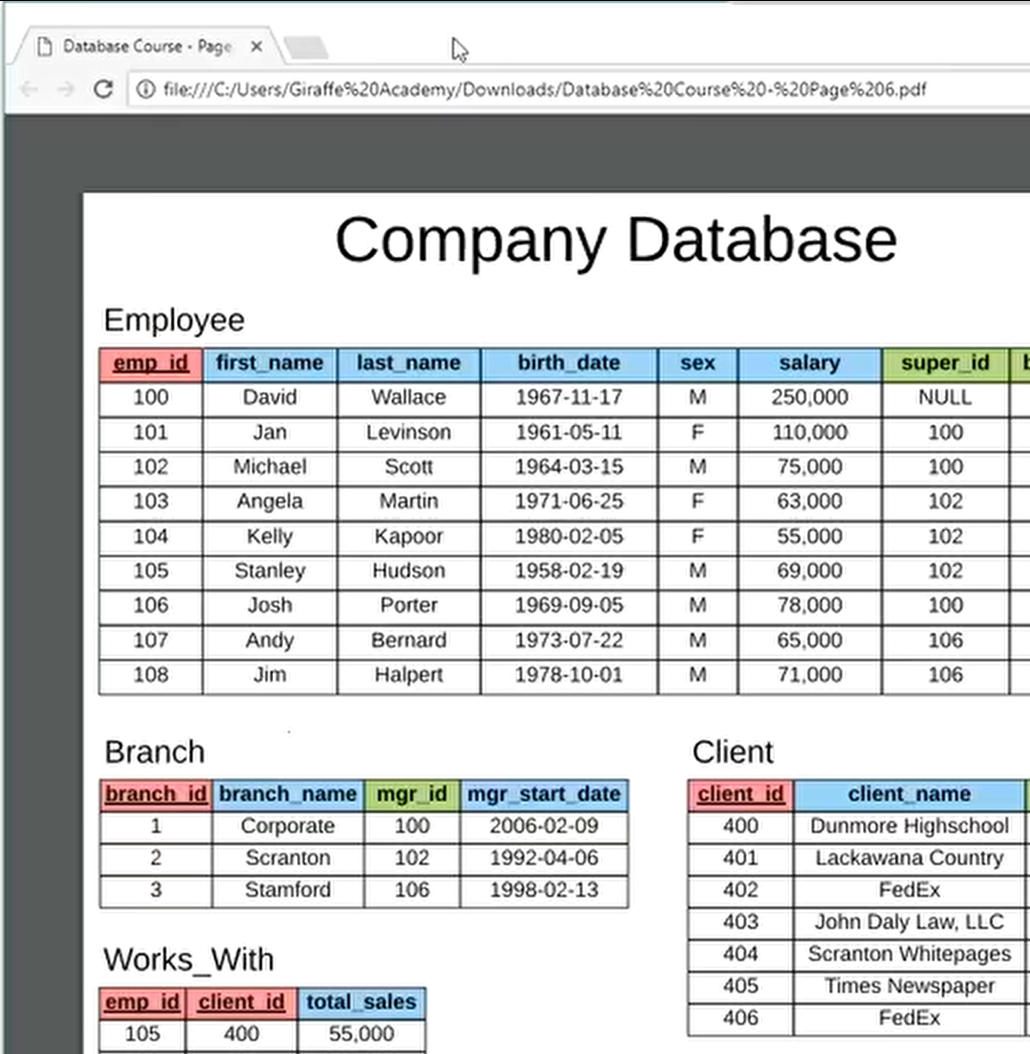 Database Course - Page
file:///C:/Users/Giraffe%20Academy/Downloads/Database%20Course%20-%20Page%206.pdf
Company Database
Employee
emp_id first_name last_name birth_date sex salary super_id b
100 David Wallace 1967-11-17 M 250,000 NULL
101 Jan Levinson 1961-05-11 F 110,000 100
102 Michael Scott 1964-03-15 M 75,000 100
103 Angela Martin 1971-06-25 F 63,000 102
104 Kelly Kapoor 1980-02-05 F 55,000 102
105 Stanley Hudson 1958-02-19 M 69,000 102
106 Josh Porter 1969-09-05 M 78,000 100
107 Andy Bernard 1973-07-22 M 65,000 106
108 Jim Halpert 1978-10-01 M 71,000 106
Branch
branch_id branch_name mgr_id mgr_start_date
1 Corporate 100 2006-02-09
2 Scranton 102 1992-04-06
3 Stamford 106 1998-02-13
Client
client_id client_name
400 Dunmore Highschool
401 Lackawana Country
402 FedEx
403 John Daly Law, LLC
404 Scranton Whitepages
405 Times Newspaper
406 FedEx
Works_With
emp_id client_id total_sales
105 400 55,000